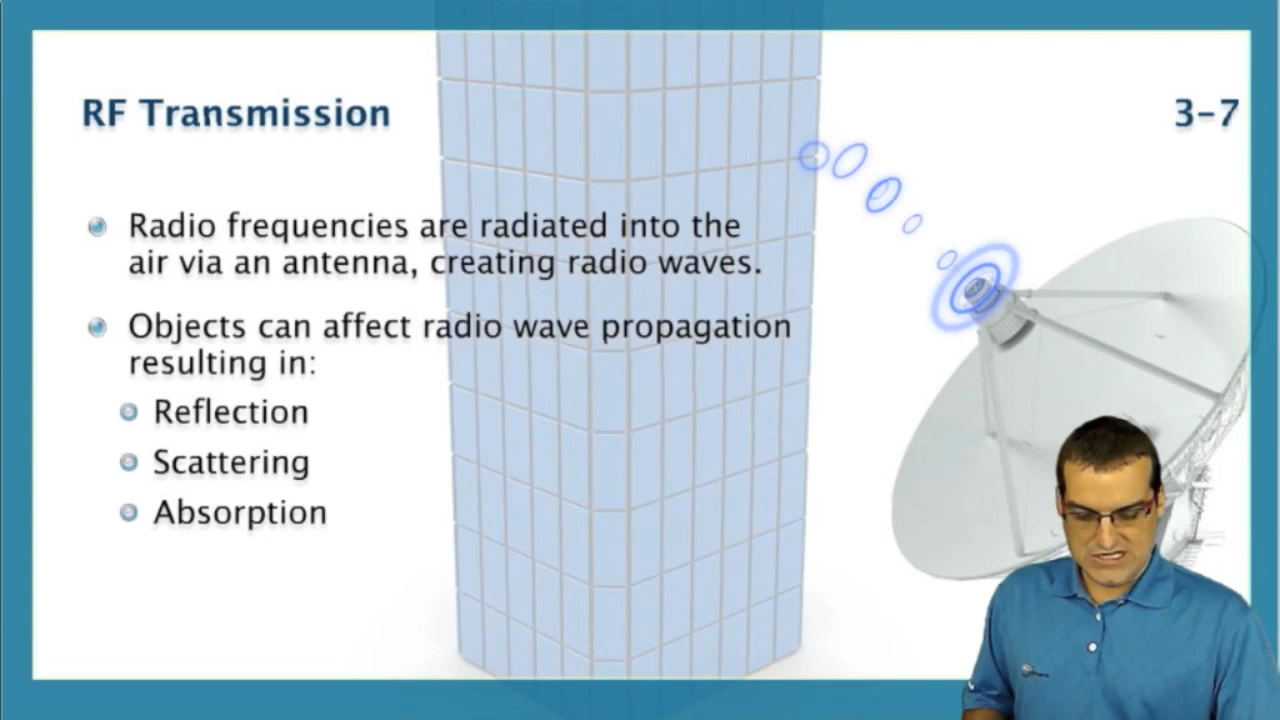 RF Transmission
3-7
Radio frequencies are radiated into the
air via an antenna, creating radio waves.
Objects can affect radio wave propagation
resulting in:
Reflection
Scattering
Absorption